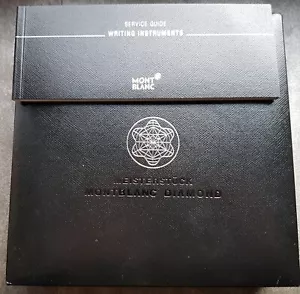 SERVICE GUIDE
WRITING INSTRUMENTS
MONT
BLANC
MEISTERSTÜCK
MONTBLANC DIAMOND